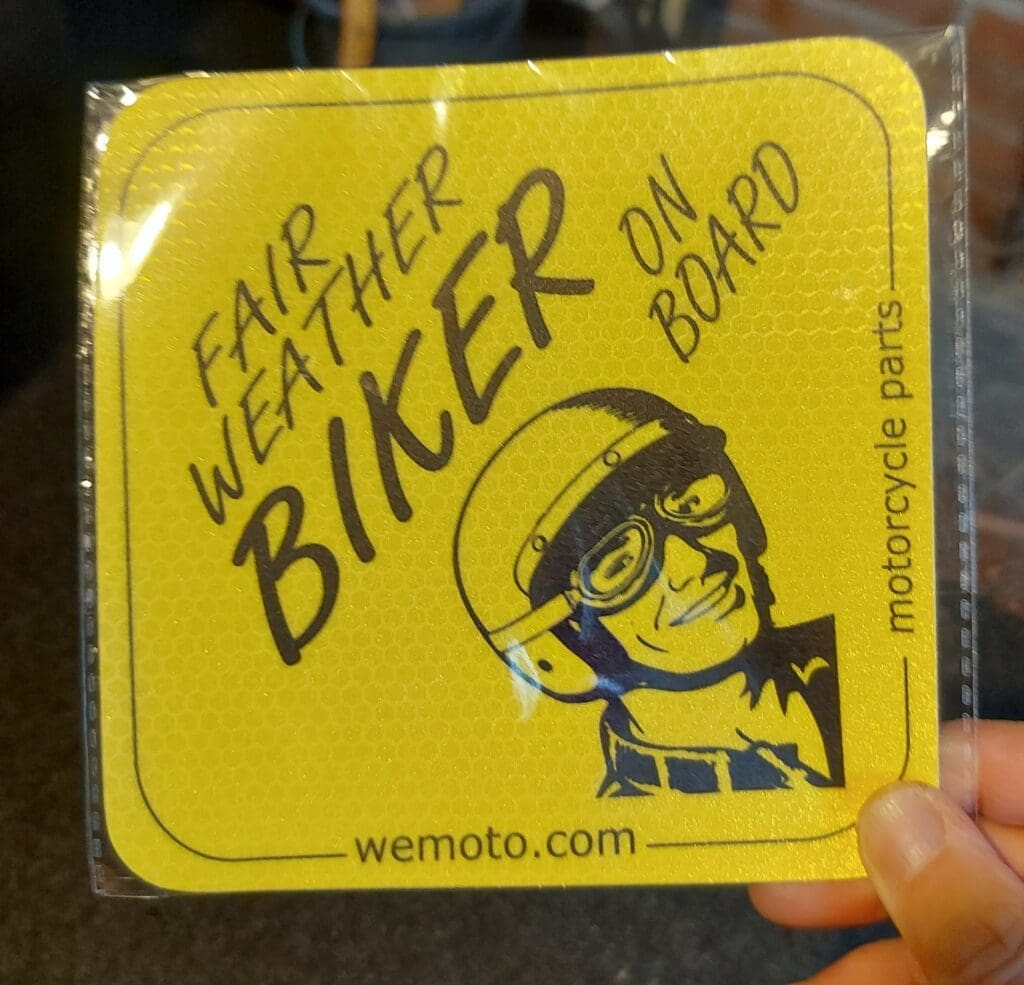 FAIR
WEATHER
BIKER
ON
BOARD
motorcycle parts
wemoto.com